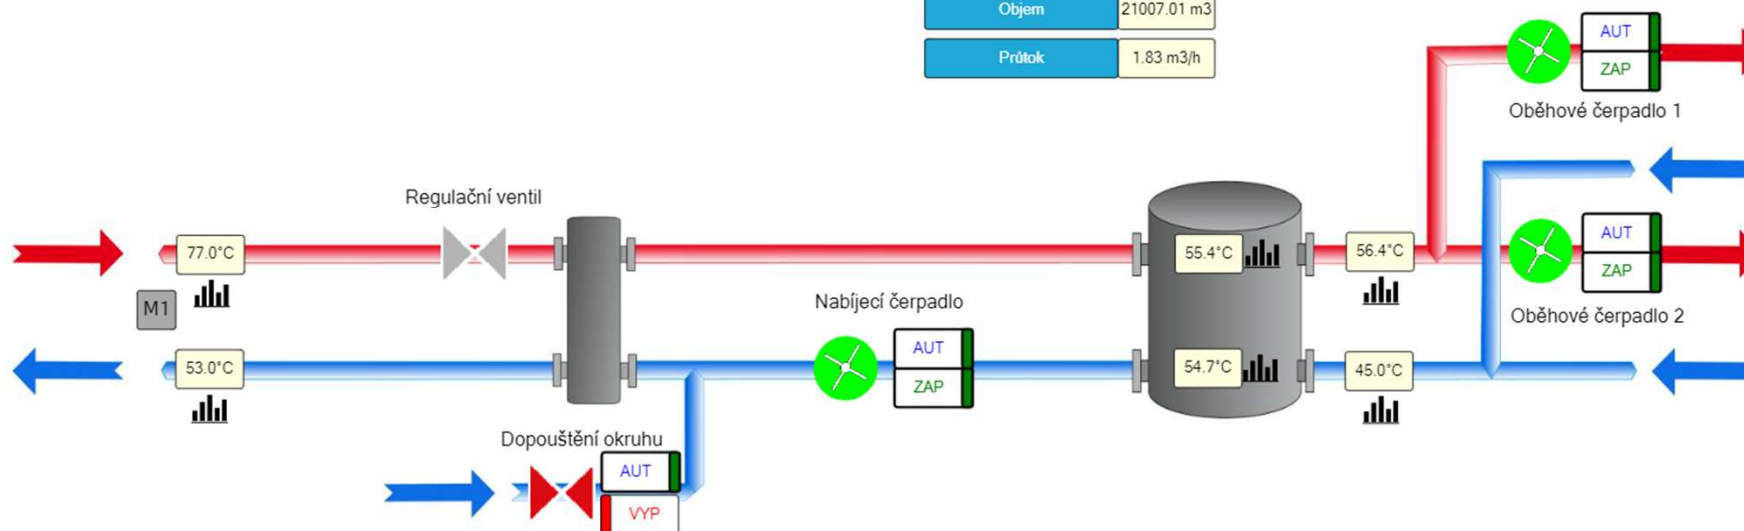 Objem 21007.01 m3
Průtok 1.83 m3/h
AUT
ZAP
Oběhové čerpadlo 1
Regulační ventil
77.0°C
55.4°C
56.4°C
AUT
ZAP
M1
Nabíjecí čerpadlo
Oběhové čerpadlo 2
53.0°C
AUT
ZAP
54.7°C
45.0°C
Dopouštění okruhu
AUT
VYP